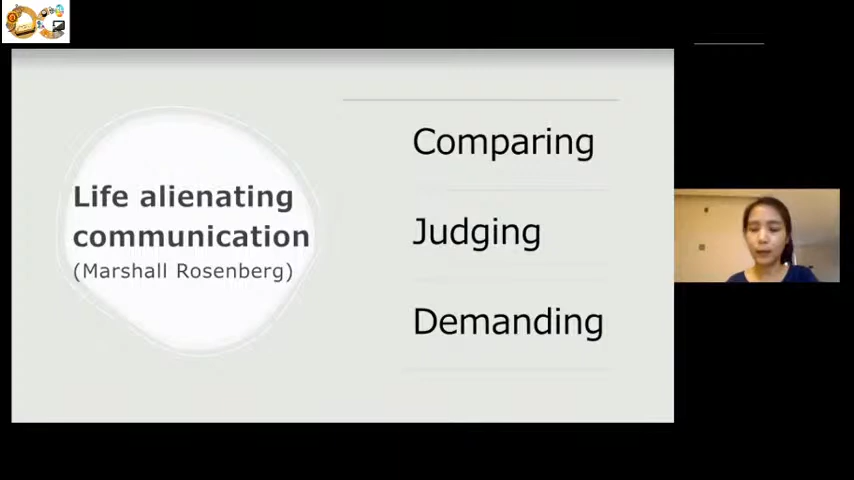 Life alienating
communication
(Marshall Rosenberg)
Comparing
Judging
Demanding